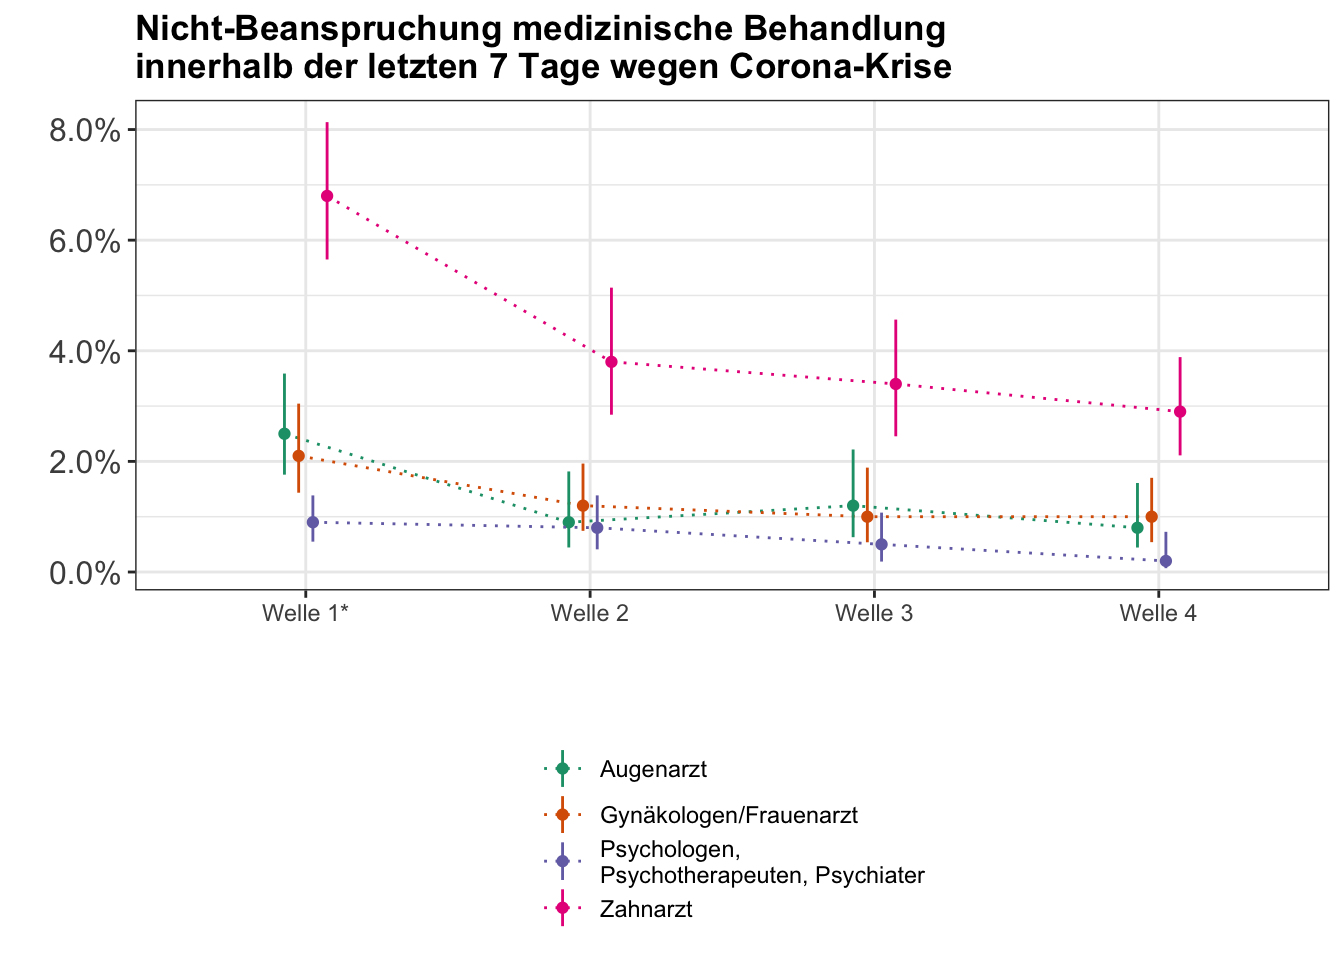 Nicht-Beanspruchung medizinische Behandlung
innerhalb der letzten 7 Tage wegen Corona-Krise
8.0%
6.0%
4.0%
2.0%
0.0%
Welle 1*
Welle 2
Welle 3
Welle 4
Augenarzt
Gynäkologen/Frauenarzt
Psychologen,
Psychotherapeuten, Psychiater
Zahnarzt